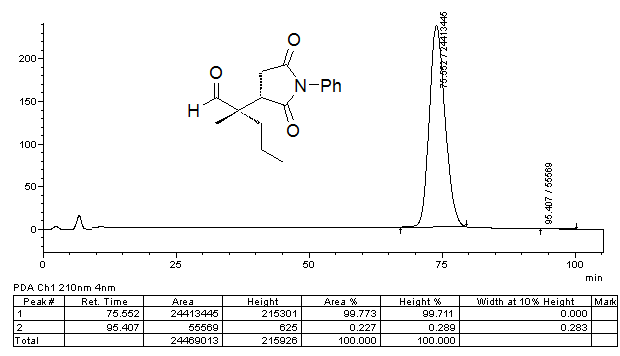 200
150
100
50
0
O
N
Ph
O
O
H
75.552 / 24413445
95.407 / 55569
0 25 50 75 100
min
PDA Ch1 210nm 4nm
Peak# Ret. Time Area Height Area % Height % Width at 10% Height Mark
1 75.552 24413445 215301 99.773 99.711 0.000
2 95.407 55569 625 0.227 0.289 0.283
Total 24469013 215926 100.000 100.000